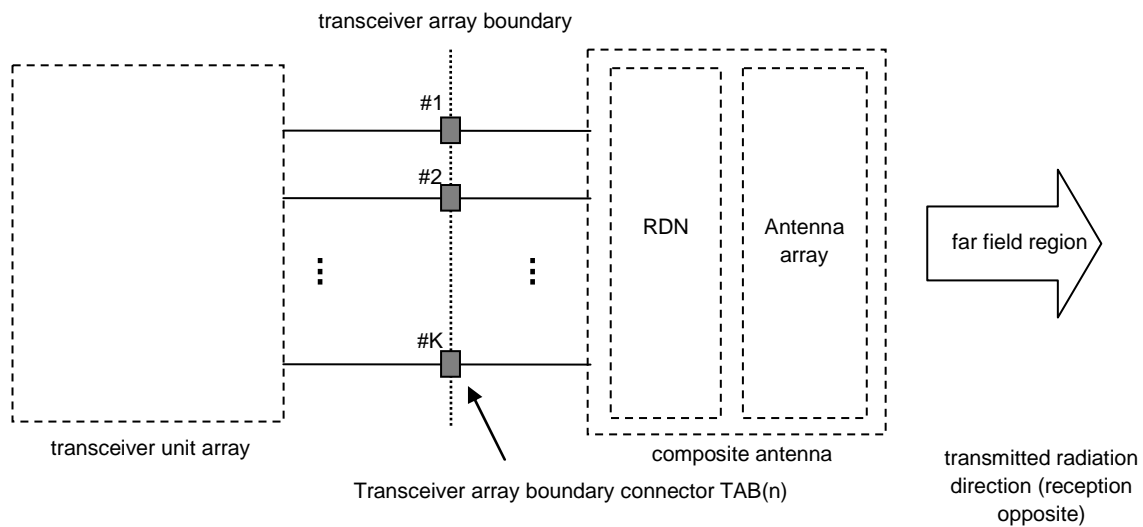 transceiver array boundary
#1
#2
#K
RDN
Antenna
array
far field region
transceiver unit array
composite antenna
Transceiver array boundary connector TAB(n)
transmitted radiation
direction (reception
opposite)